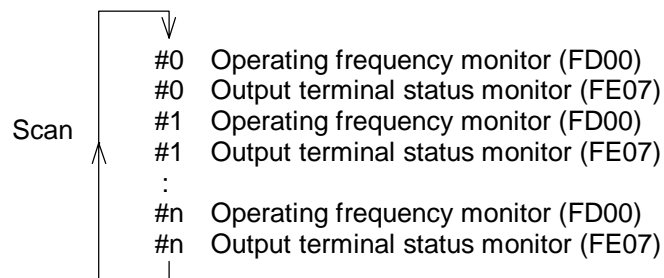 #0 Operating frequency monitor (FD00)
#0 Output terminal status monitor (FE07)
#1 Operating frequency monitor (FD00)
Scan
#1 Output terminal status monitor (FE07)
:
#n Operating frequency monitor (FD00)
#n Output terminal status monitor (FE07)